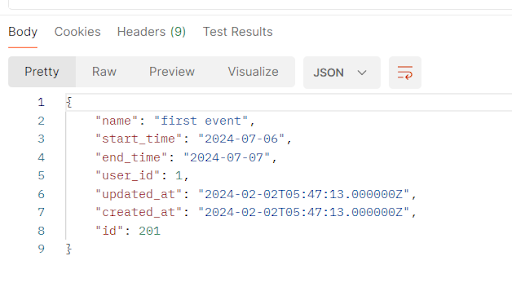 Body Cookies Headers (9) Test Results
Pretty Raw Preview Visualize JSON
1 {
2 "name": "first event",
3 "start_time": "2024-07-06",
4 "end_time": "2024-07-07",
5 "user_id": 1,
6 "updated_at": "2024-02-02T05:47:13.000000Z",
7 "created_at": "2024-02-02T05:47:13.000000Z",
8 "id": 201
9 }